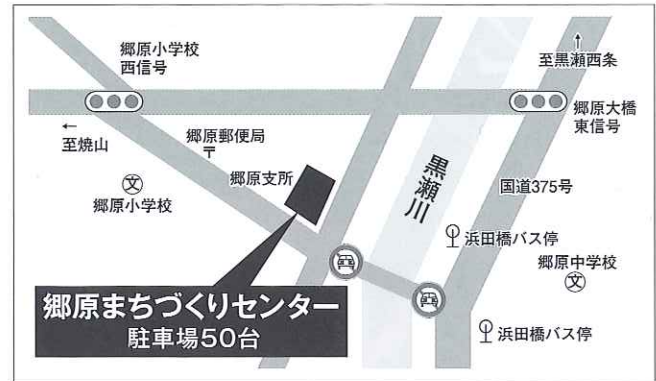 郷原小学校
西信号
↑
至黒瀬西条
←
至焼山
郷原郵便局
〒
郷原大橋
東信号
郷原支所
黒瀬川
国道375号
文
郷原小学校
浜田橋バス停
郷原中学校
文
郷原まちづくりセンター
駐車場50台
浜田橋バス停